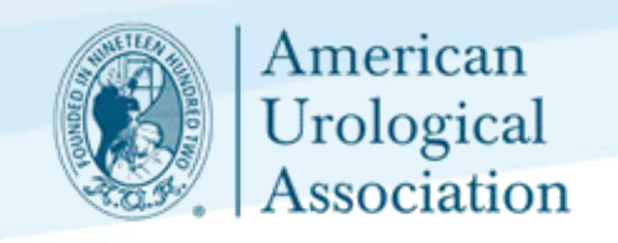 FOUNDED IN NINETEEN HUNDRED TWO
A.U.A.
®
American
Urological
Association